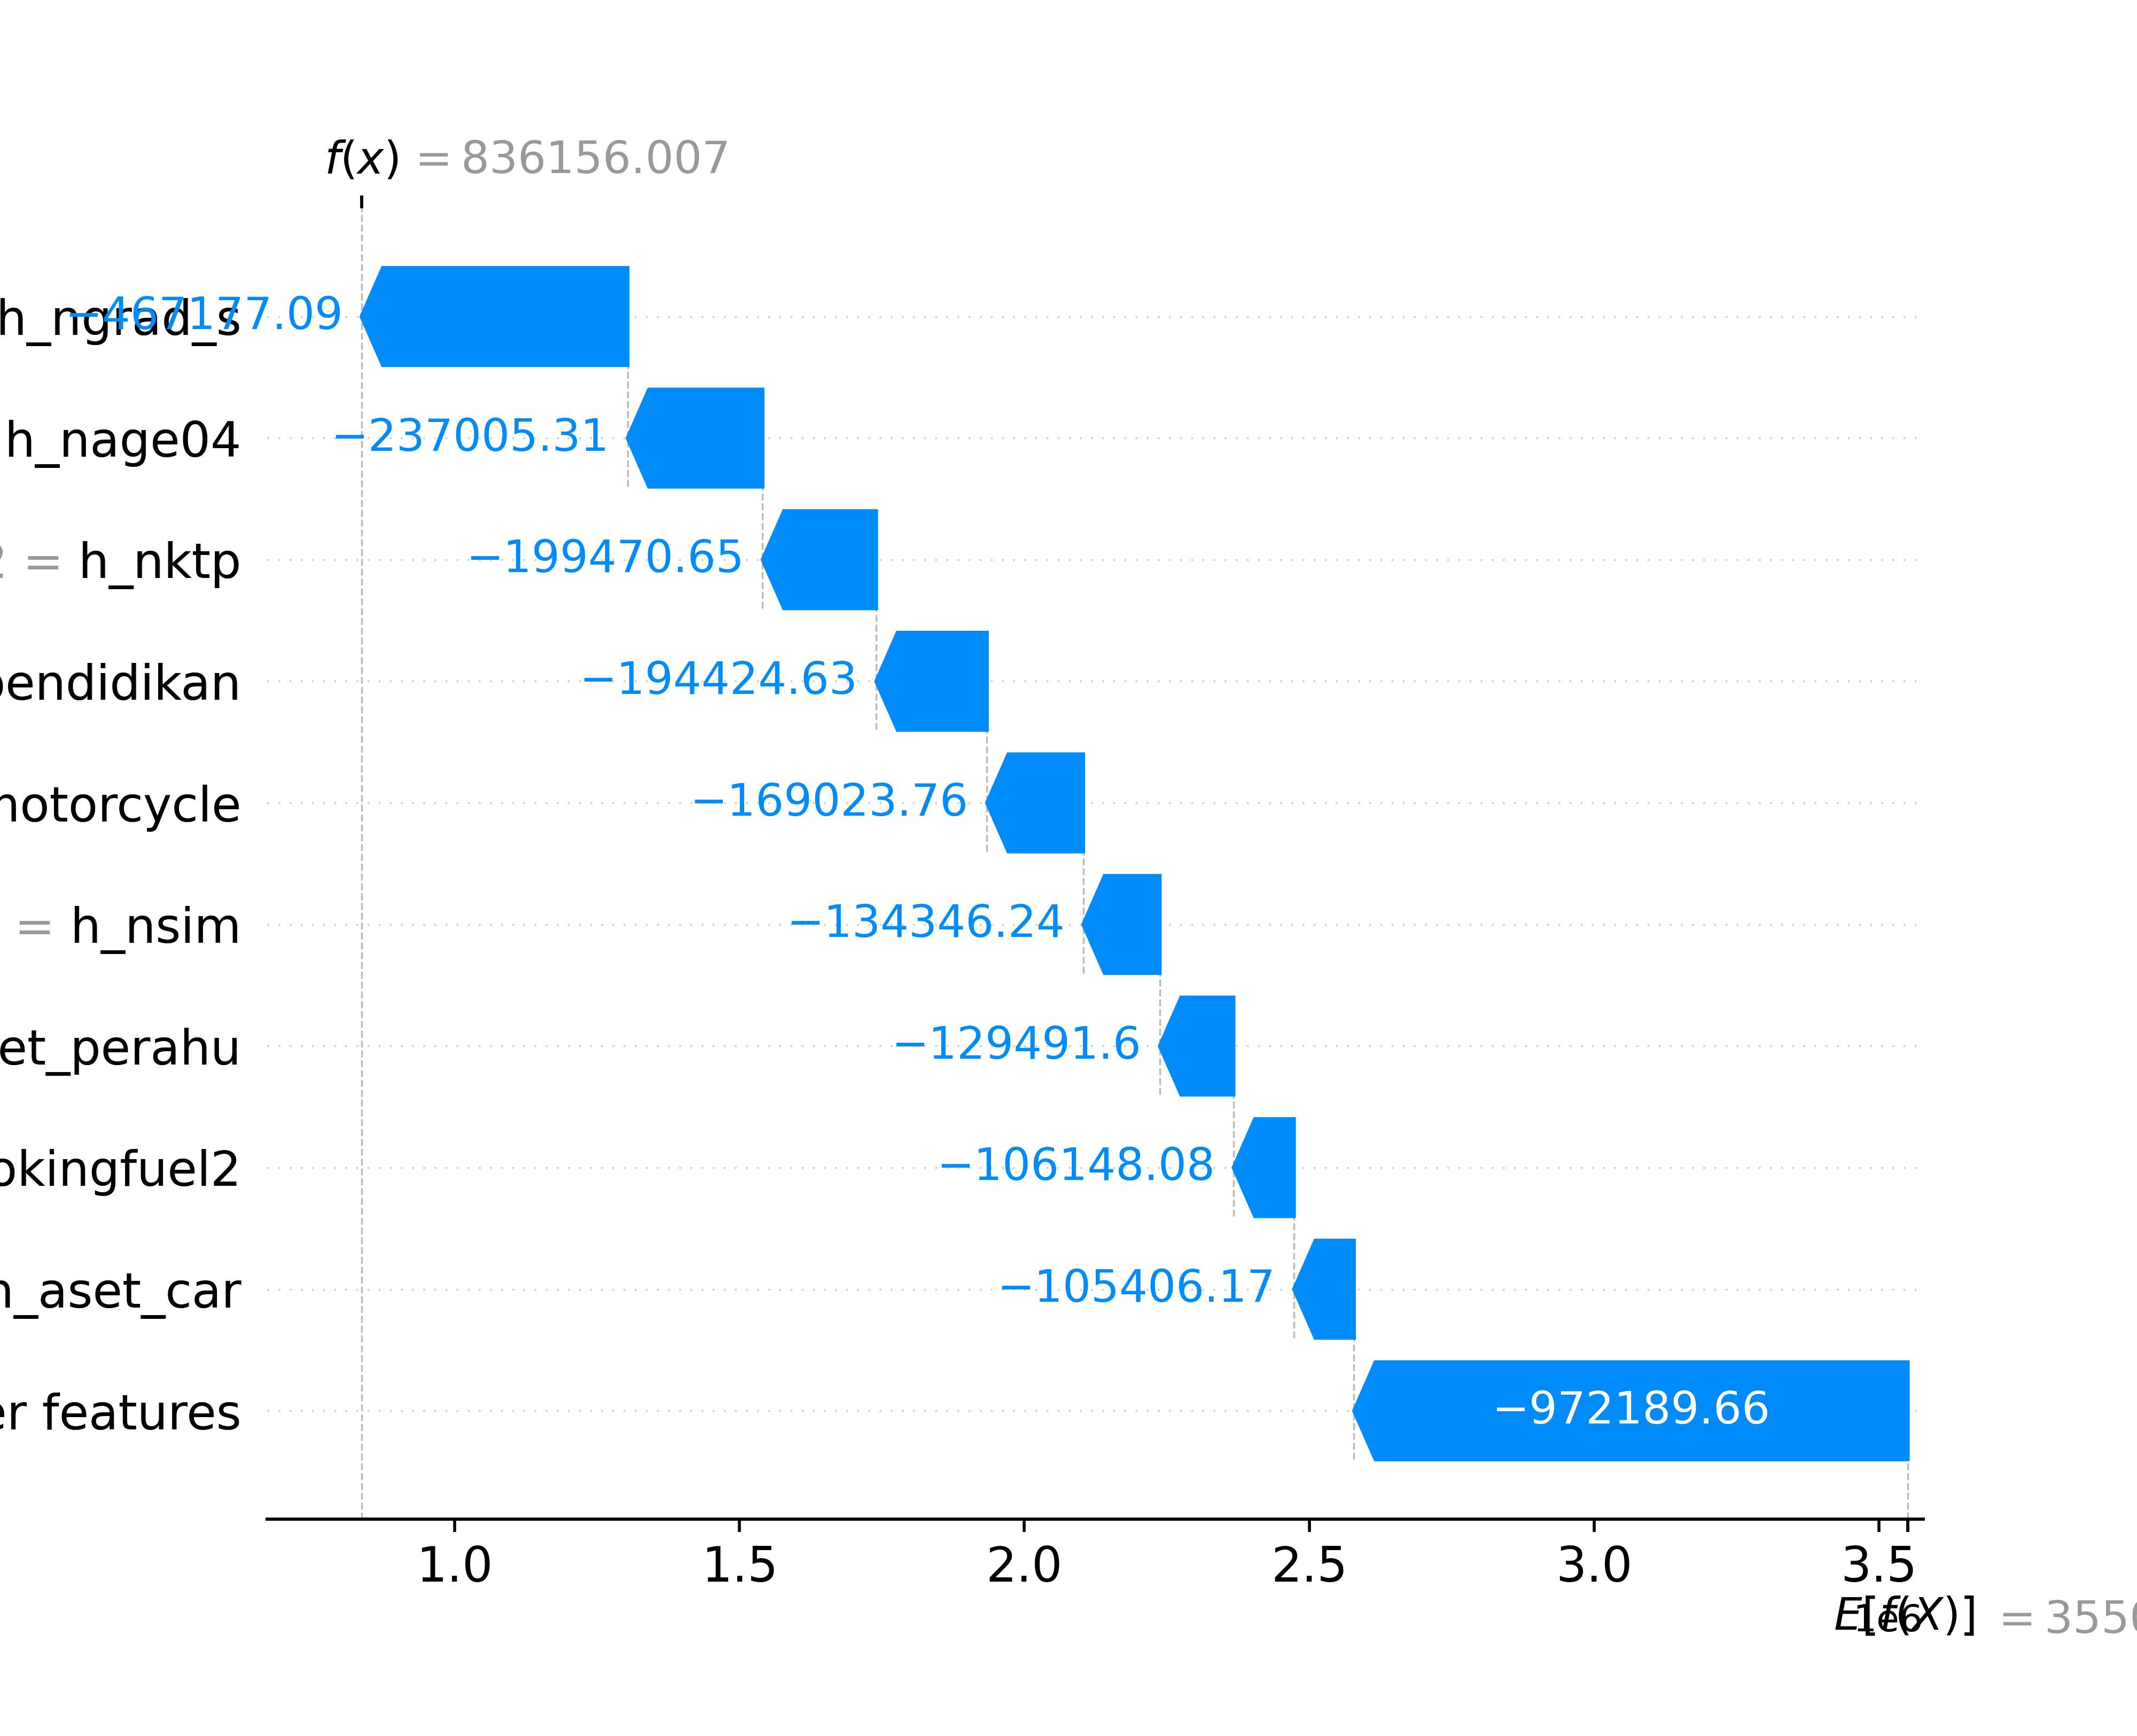 f(x) = 836156.007
h_ngrad_s −467177.09
h_nage04 −237005.31
= h_nktp −199470.65
pendidikan −194424.63
motorcycle −169023.76
= h_nsim −134346.24
et_perahu −129491.6
okingfuel2 −106148.08
h_aset_car −105406.17
er features −972189.66
1.0 1.5 2.0 2.5 3.0 3.5
1e6
E[f(X)] = 3550